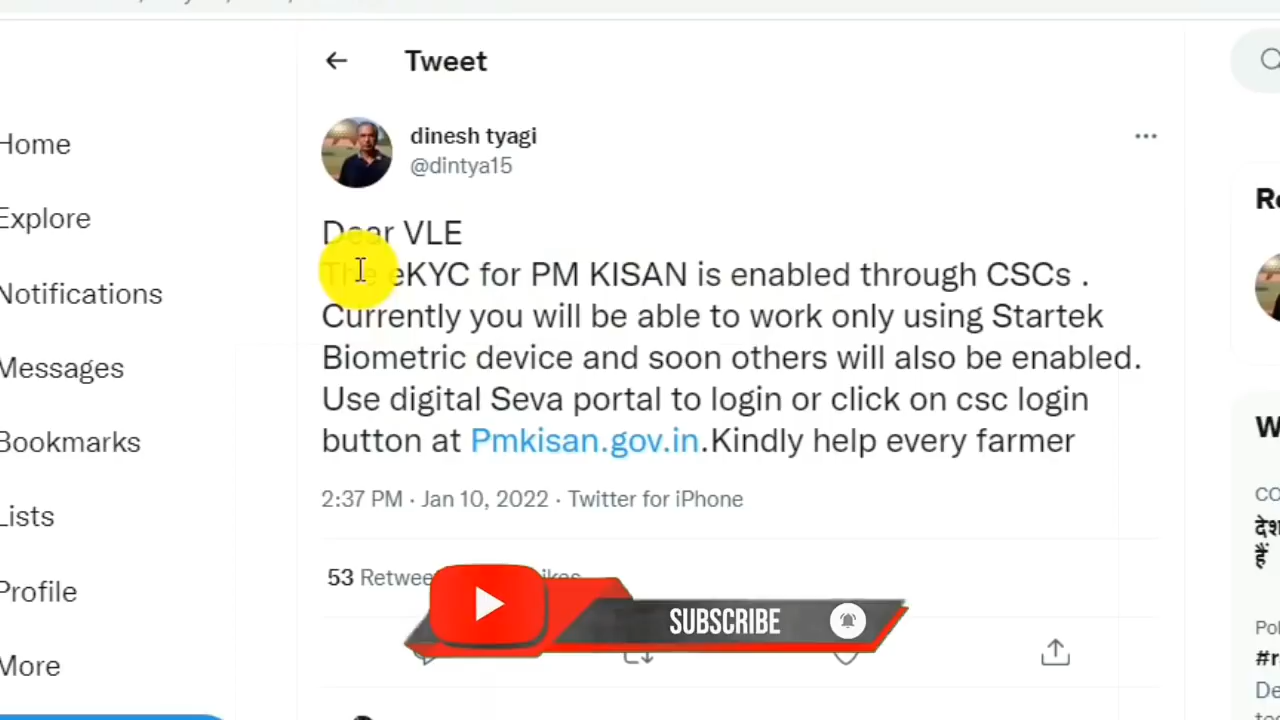 Tweet
dinesh tyagi
@dintya15
Home
Explore
Notifications
Messages
Bookmarks
Lists
Profile
More
Dear VLE
The eKYC for PM KISAN is enabled through CSCs .
Currently you will be able to work only using Startek
Biometric device and soon others will also be enabled.
Use digital Seva portal to login or click on csc login
button at Pmkisan.gov.in.Kindly help every farmer
2:37 PM · Jan 10, 2022 · Twitter for iPhone
53
SUBSCRIBE
देश
हैं